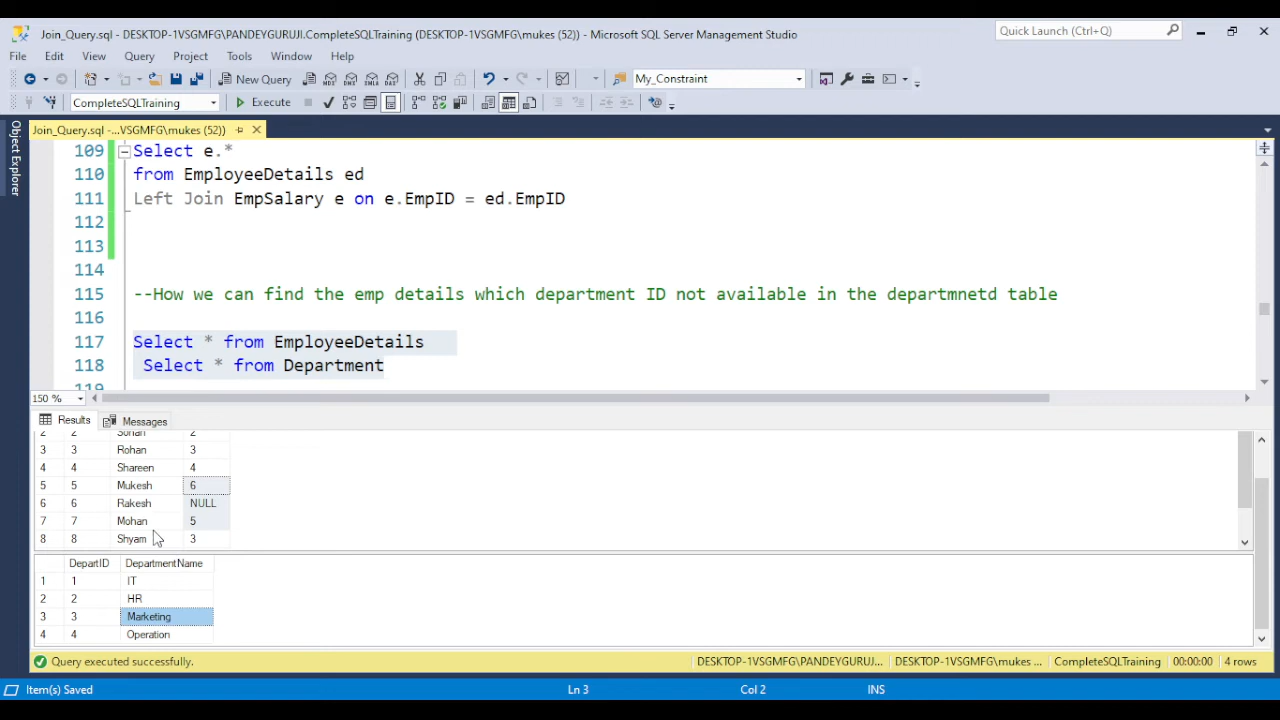 Join_Query.sql - DESKTOP-1VSGMFG\PANDEYGURUJI.CompleteSQLTraining (DESKTOP-1VSGMFG\mukes (52)) - Microsoft SQL Server Management Studio
Quick Launch (Ctrl+Q)
File Edit View Query Project Tools Window Help
New Query
My_Constraint
CompleteSQLTraining
Execute
Join_Query.sql -...VSGMFG\mukes (52))
Object Explorer
109 Select e.*
110 from EmployeeDetails ed
111 Left Join EmpSalary e on e.EmpID = ed.EmpID
112
113
114
115 --How we can find the emp details which department ID not available in the departmnetd table
116
117 Select * from EmployeeDetails
118 Select * from Department
119
150 %
Results Messages
2 2 Sohan 2
3 3 Rohan 3
4 4 Shareen 4
5 5 Mukesh 6
6 6 Rakesh NULL
7 7 Mohan 5
8 8 Shyam 3
DepartID DepartmentName
1 1 IT
2 2 HR
3 3 Marketing
4 4 Operation
Query executed successfully.
DESKTOP-1VSGMFG\PANDEYGURUJI... DESKTOP-1VSGMFG\mukes ... CompleteSQLTraining 00:00:00 4 rows
Item(s) Saved Ln 3 Col 2 INS